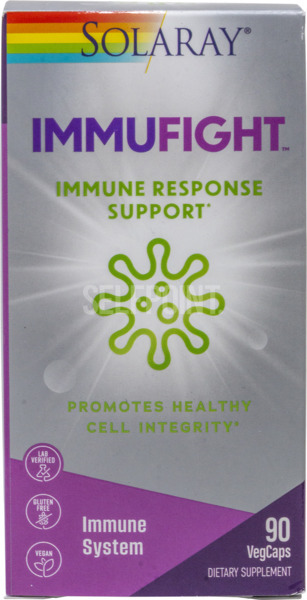 SOLARAY®
IMMUFIGHT™
IMMUNE RESPONSE
SUPPORT*
SELFPOINT
PROMOTES HEALTHY
CELL INTEGRITY*
LAB
VERIFIED
GLUTEN
FREE
VEGAN
Immune
System
90
VegCaps
DIETARY SUPPLEMENT